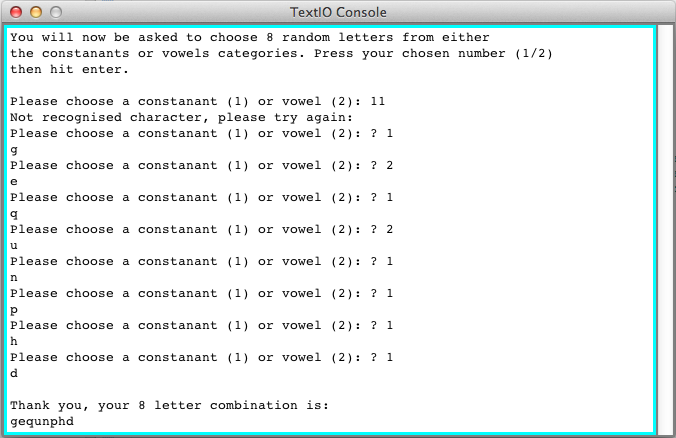 TextIO Console
You will now be asked to choose 8 random letters from either
the constanants or vowels categories. Press your chosen number (1/2)
then hit enter.
Please choose a constanant (1) or vowel (2): 11
Not recognised character, please try again:
Please choose a constanant (1) or vowel (2): ? 1
g
Please choose a constanant (1) or vowel (2): ? 2
e
Please choose a constanant (1) or vowel (2): ? 1
q
Please choose a constanant (1) or vowel (2): ? 2
u
Please choose a constanant (1) or vowel (2): ? 1
n
Please choose a constanant (1) or vowel (2): ? 1
p
Please choose a constanant (1) or vowel (2): ? 1
h
Please choose a constanant (1) or vowel (2): ? 1
d
Thank you, your 8 letter combination is:
gequnphd